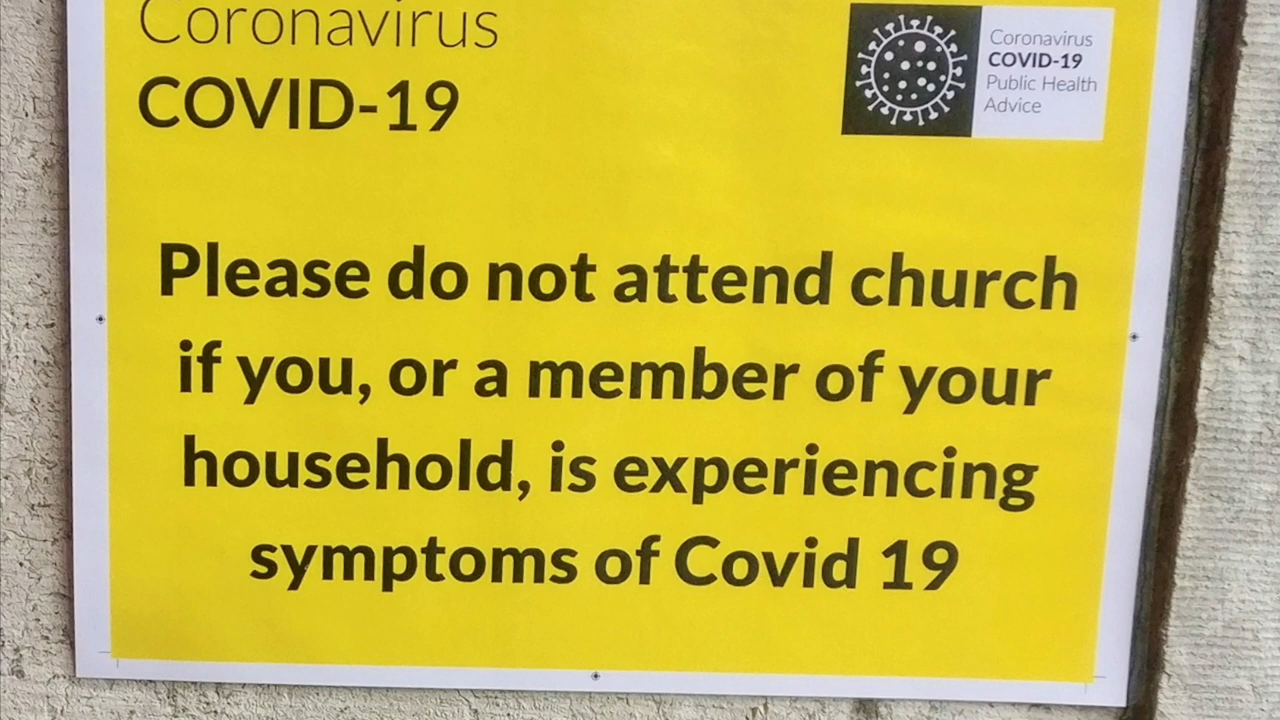 Coronavirus
COVID-19
Coronavirus
COVID-19
Public Health
Advice
Please do not attend church
if you, or a member of your
household, is experiencing
symptoms of Covid 19